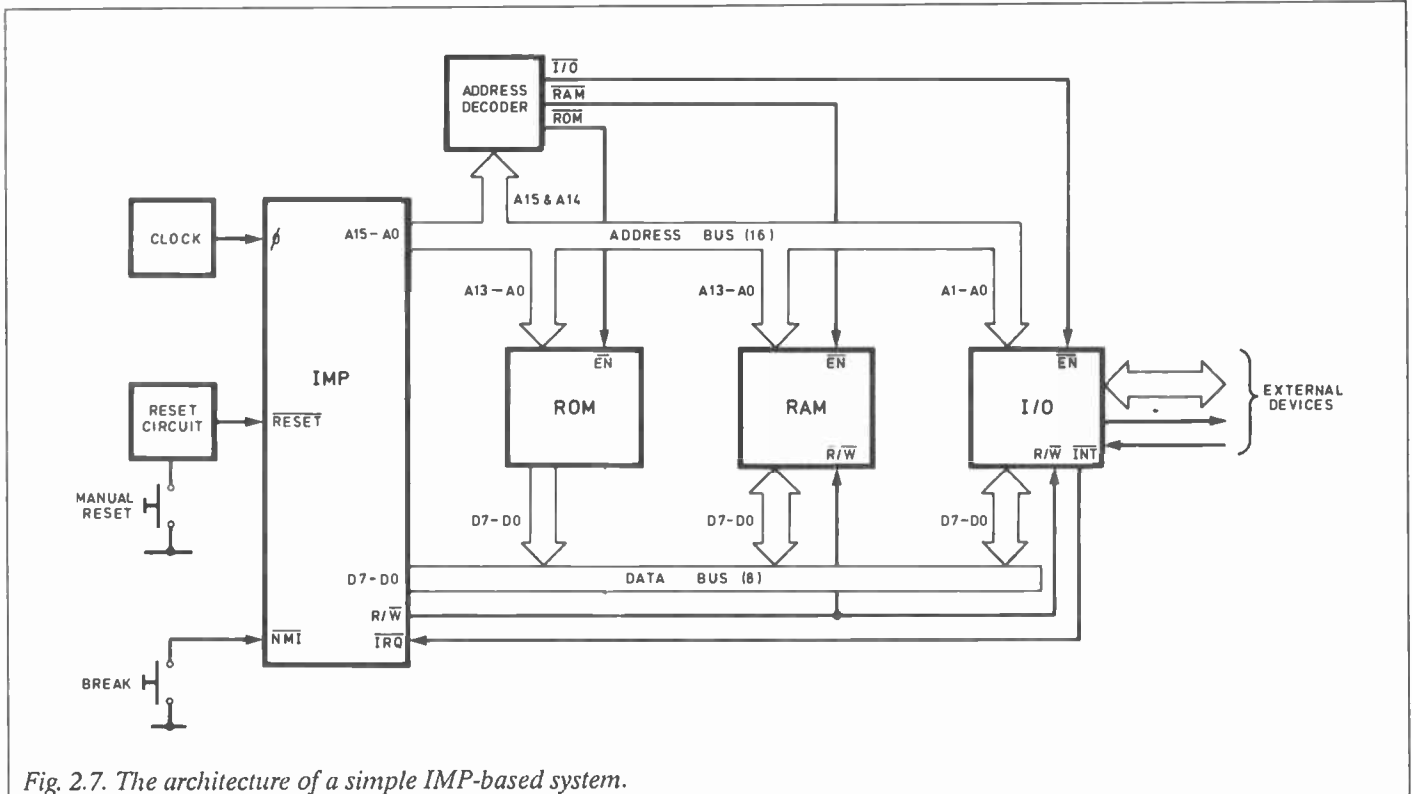 I/O
ADDRESS
DECODER
RAM
ROM
A15 & A14
CLOCK
ϕ
A15-A0
ADDRESS BUS (16)
A13-A0
A13-A0
A1-A0
EN
EN
EN
IMP
ROM
RAM
I/O
EXTERNAL
DEVICES
RESET
CIRCUIT
RESET
R/W
R/W INT
MANUAL
RESET
D7-D0
D7-D0
D7-D0
D7-D0
DATA BUS (8)
R/W
NMI
IRQ
BREAK
Fig. 2.7. The architecture of a simple IMP-based system.